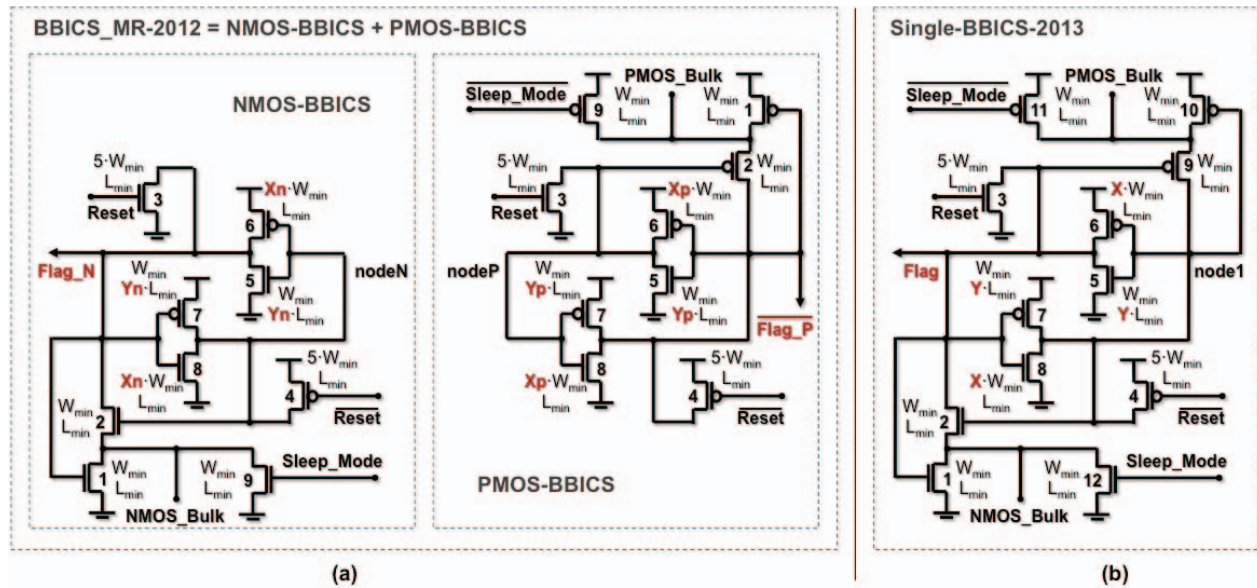 BBICS_MR-2012 = NMOS-BBICS + PMOS-BBICS
NMOS-BBICS
5·Wmin
Lmin
3
Reset
Xn·Wmin
Lmin
6
Flag_N
5
nodeN
Wmin
Yn·Lmin
Wmin
Yn·Lmin
7
8
Xn·Wmin
Lmin
5·Wmin
Lmin
4
Reset
Wmin
Lmin
2
Sleep_Mode
1
Wmin
Lmin
Wmin
Lmin
9
NMOS_Bulk
PMOS_Bulk
Sleep_Mode
9
Wmin
Lmin
Wmin
Lmin
1
5·Wmin
Lmin
2
Wmin
Lmin
3
Reset
Xp·Wmin
Lmin
6
nodeP
5
Wmin
Yp·Lmin
Wmin
Yp·Lmin
7
Flag_P
8
Xp·Wmin
Lmin
5·Wmin
Lmin
4
Reset
PMOS-BBICS
(a)
Single-BBICS-2013
PMOS_Bulk
Sleep_Mode
11
Wmin
Lmin
Wmin
Lmin
10
5·Wmin
Lmin
9
Wmin
Lmin
3
Reset
X·Wmin
Lmin
6
Flag
5
node1
Wmin
Y·Lmin
Wmin
Y·Lmin
7
8
X·Wmin
Lmin
5·Wmin
Lmin
4
Reset
Wmin
Lmin
2
Sleep_Mode
1
Wmin
Lmin
Wmin
Lmin
12
NMOS_Bulk
(b)